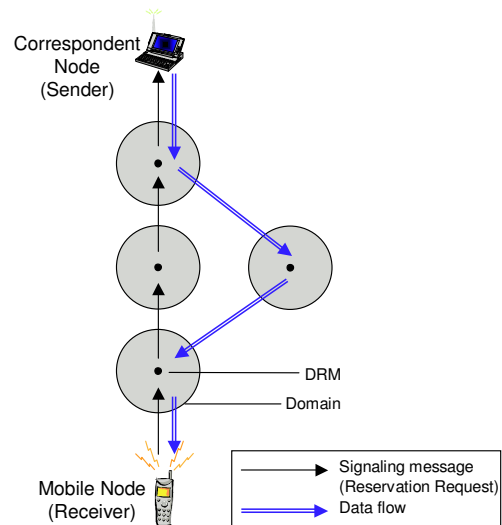 Correspondent
Node
(Sender)
DRM
Domain
Mobile Node
(Receiver)
Signaling message
(Reservation Request)
Data flow